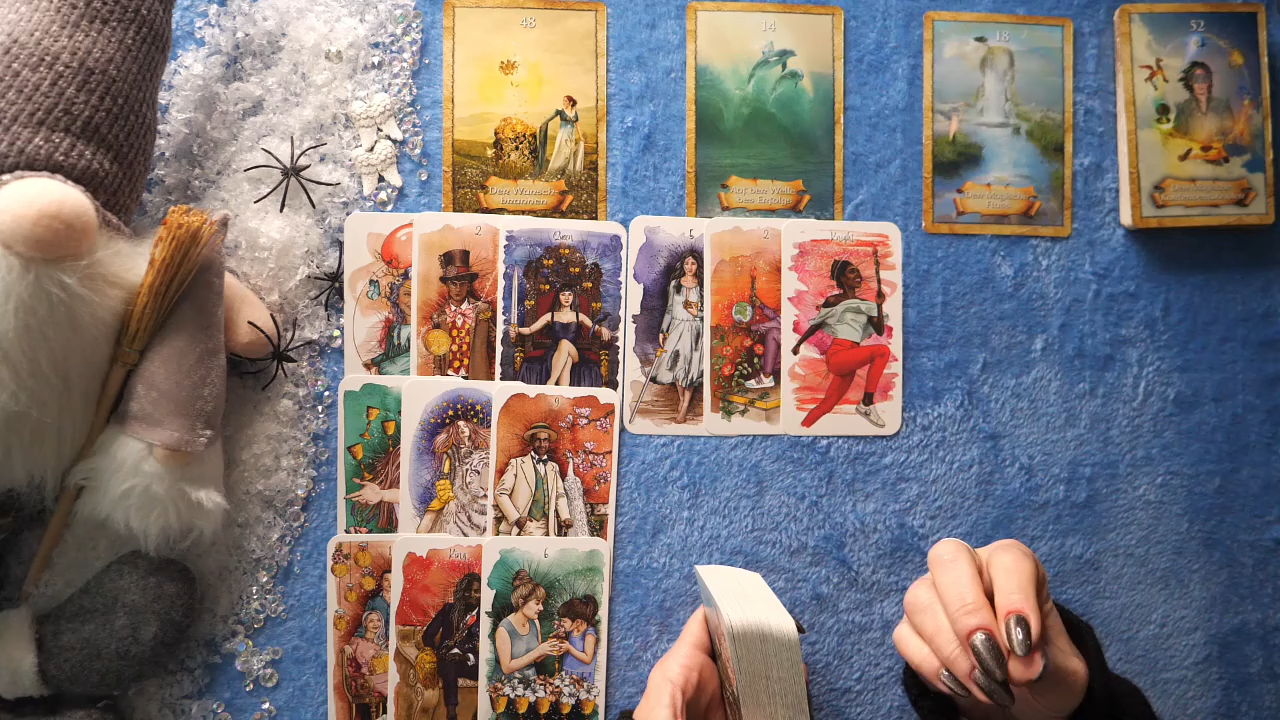 48
Der Wunsch-
brunnen
14
Auf der Welle
des Erfolgs
18
Der Magische
Fluss
52
2
Queen
5
2
Knight
9
King
6